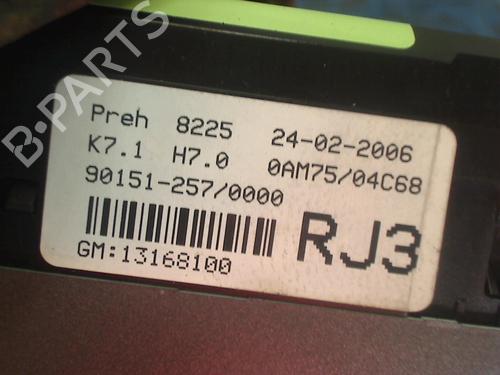 B-PARTS
Preh 8225 24-02-2006
K7.1 H7.0 0AM75/04C68
90151-257/0000
GM:13168100
RJ3